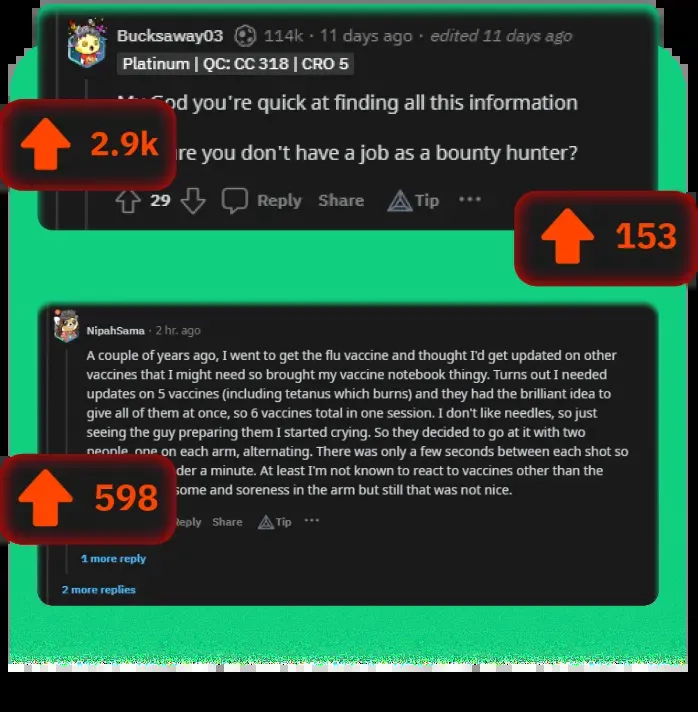 Bucksaway03 114k · 11 days ago · edited 11 days ago
Platinum | QC: CC 318 | CRO 5
God you're quick at finding all this information
2.9k
you don't have a job as a bounty hunter?
29 Reply Share Tip ...
153
NipahSama · 2 hr. ago
A couple of years ago, I went to get the flu vaccine and thought I'd get updated on other
vaccines that I might need so brought my vaccine notebook thingy. Turns out I needed
updates on 5 vaccines (including tetanus which burns) and they had the brilliant idea to
give all of them at once, so 6 vaccines total in one session. I don't like needles, so just
seeing the guy preparing them I started crying. So they decided to go at it with two
people, one on each arm, alternating. There was only a few seconds between each shot so
a minute. At least I'm not known to react to vaccines other than the
598
and soreness in the arm but still that was not nice.
Reply Share Tip ...
1 more reply
2 more replies